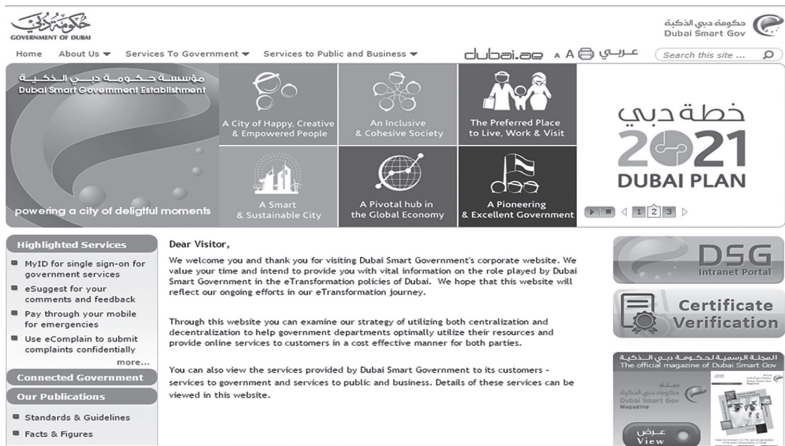 حكومة دبي
GOVERNMENT OF DUBAI
حكومة دبي الذكية
Dubai Smart Gov
Home About Us Services To Government Services to Public and Business
dubai.ae A A عربي
Search this site ...
مؤسسة حكومة دبي الذكية
Dubai Smart Government Establishment
powering a city of deligtful moments
A City of Happy, Creative
& Empowered People
An Inclusive
& Cohesive Society
The Preferred Place
to Live, Work & Visit
A Smart
& Sustainable City
A Pivotal hub in
the Global Economy
A Pioneering
& Excellent Government
خطة دبي
2021
DUBAI PLAN
1 2 3
Highlighted Services
MyID for single sign-on for
government services
eSuggest for your
comments and feedback
Pay through your mobile
for emergencies
Use eComplain to submit
complaints confidentially
more...
Connected Government
Our Publications
Standards & Guidelines
Facts & Figures
Dear Visitor,
We welcome you and thank you for visiting Dubai Smart Government's corporate website. We
value your time and intend to provide you with vital information on the role played by Dubai
Smart Government in the eTransformation policies of Dubai. We hope that this website will
reflect our ongoing efforts in our eTransformation journey.
Through this website you can examine our strategy of utilizing both centralization and
decentralization to help government departments optimally utilize their resources and
provide online services to customers in a cost effective manner for both parties.
You can also view the services provided by Dubai Smart Government to its customers -
services to government and services to public and business. Details of these services can be
viewed in this website.
DSG
Intranet Portal
Certificate
Verification
المجلة الرسمية لحكومة دبي الذكية
The official magazine of Dubai Smart Gov
مجلة
حكومة دبي الذكية
Dubai Smart Gov
Magazine
عرض
View